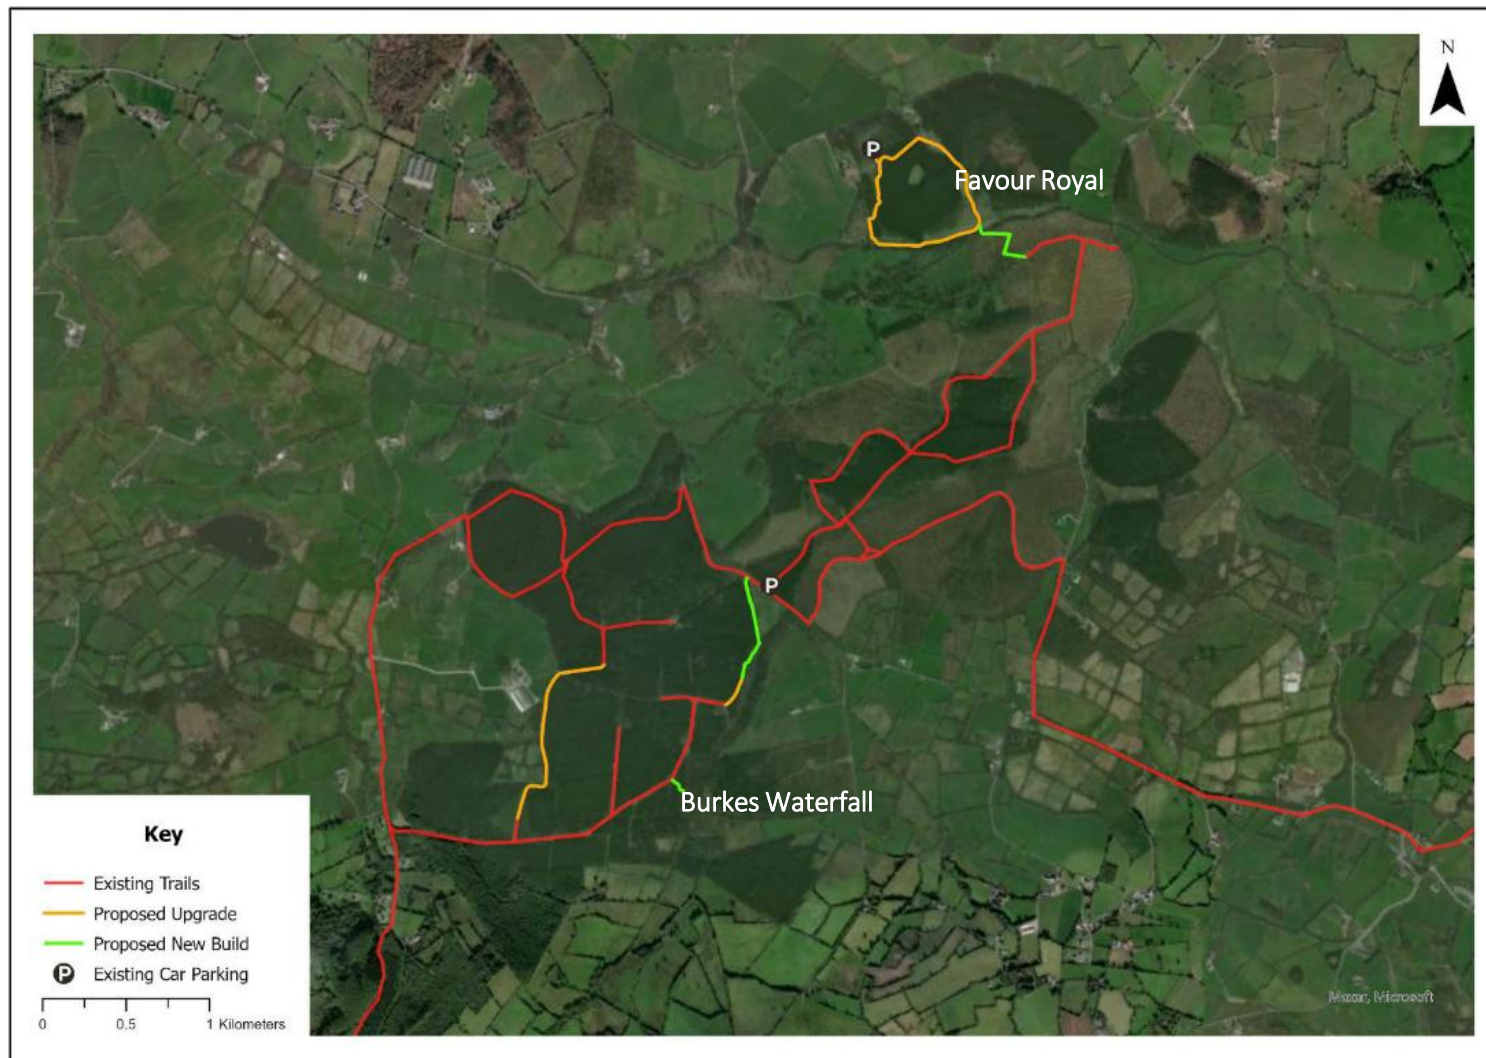 N
P
Favour Royal
P
Burkes Waterfall
Key
Existing Trails
Proposed Upgrade
Proposed New Build
P Existing Car Parking
0 0.5 1 Kilometers
Maxar, Microsoft